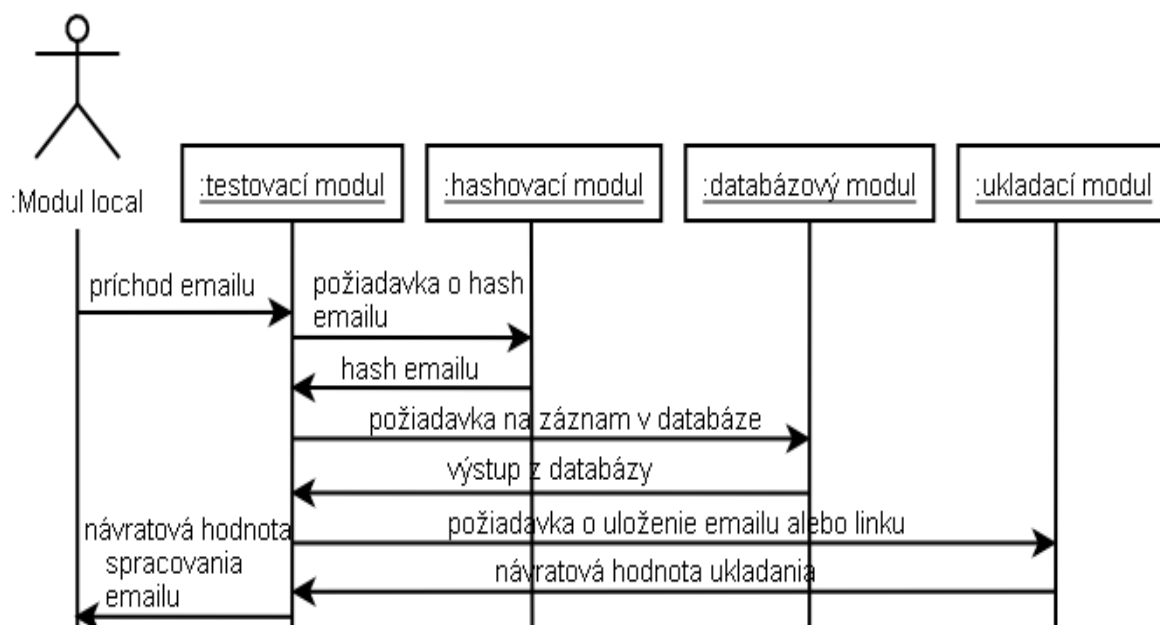 :Modul local
:testovací modul
:hashovací modul
:databázový modul
:ukladací modul
príchod emailu
požiadavka o hash
emailu
hash emailu
požiadavka na záznam v databáze
výstup z databázy
požiadavka o uloženie emailu alebo linku
návratová hodnota ukladania
návratová hodnota
spracovania
emailu